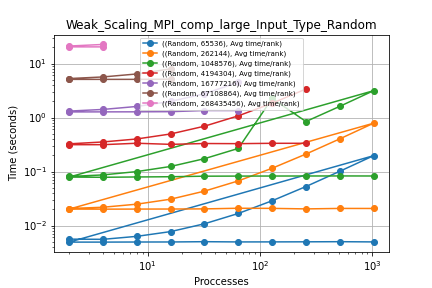 Weak_Scaling_MPI_comp_large_Input_Type_Random
((Random, 65536), Avg time/rank)
((Random, 262144), Avg time/rank)
((Random, 1048576), Avg time/rank)
((Random, 4194304), Avg time/rank)
((Random, 16777216), Avg time/rank)
((Random, 67108864), Avg time/rank)
((Random, 268435456), Avg time/rank)
Time (seconds)
10¹
10⁰
10⁻¹
10⁻²
10¹
10²
10³
Proccesses